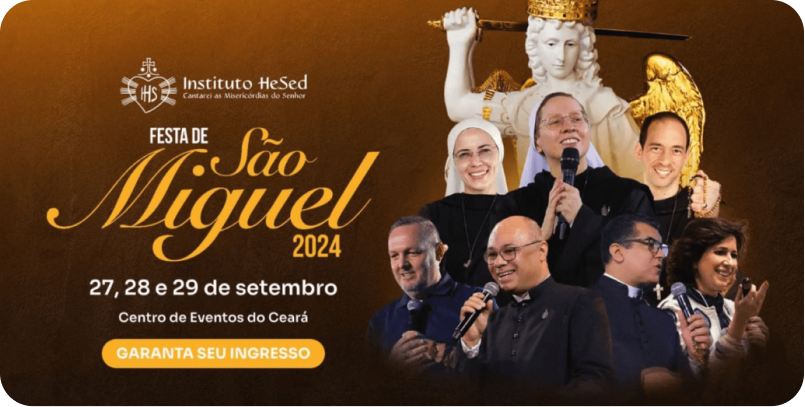 IHS
Instituto HeSed
Cantarei as Misericórdias do Senhor
FESTA DE
São
Miguel
2024
27, 28 e 29 de setembro
Centro de Eventos do Ceará
GARANTA SEU INGRESSO